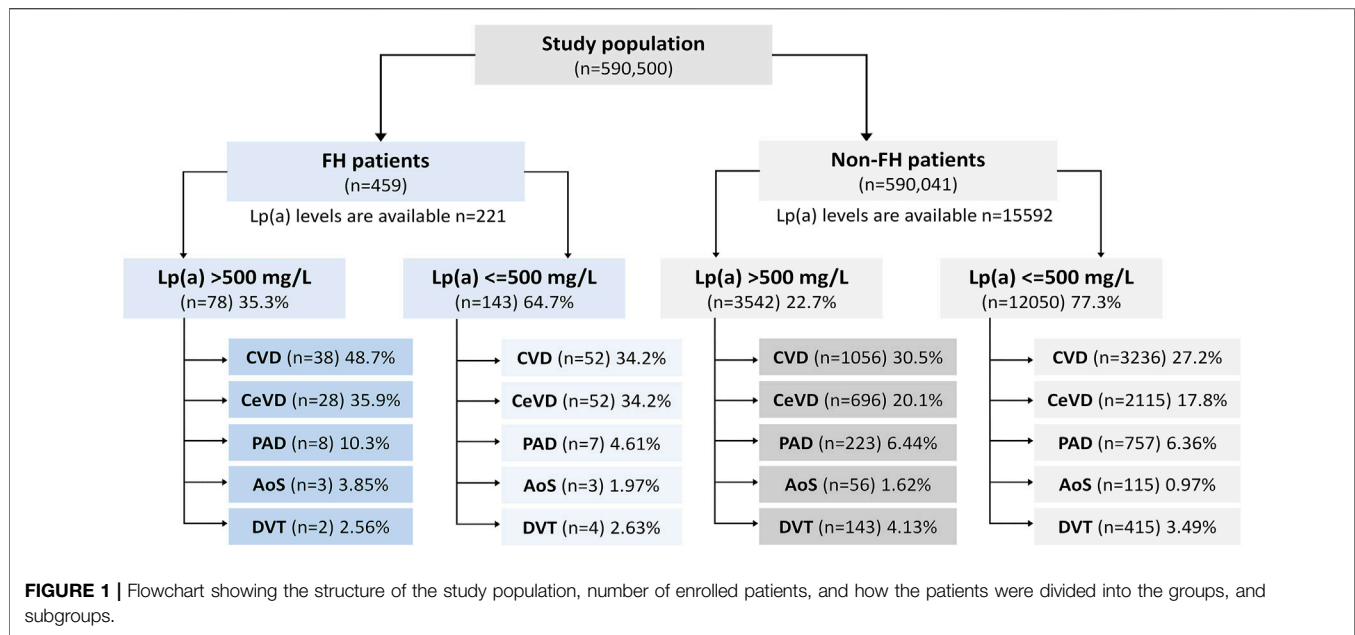 Study population
(n=590,500)
FH patients
(n=459)
Lp(a) levels are available n=221
Non-FH patients
(n=590,041)
Lp(a) levels are available n=15592
Lp(a) >500 mg/L
(n=78) 35.3%
Lp(a) <=500 mg/L
(n=143) 64.7%
Lp(a) >500 mg/L
(n=3542) 22.7%
Lp(a) <=500 mg/L
(n=12050) 77.3%
CVD (n=38) 48.7%
CeVD (n=28) 35.9%
PAD (n=8) 10.3%
AoS (n=3) 3.85%
DVT (n=2) 2.56%
CVD (n=52) 34.2%
CeVD (n=52) 34.2%
PAD (n=7) 4.61%
AoS (n=3) 1.97%
DVT (n=4) 2.63%
CVD (n=1056) 30.5%
CeVD (n=696) 20.1%
PAD (n=223) 6.44%
AoS (n=56) 1.62%
DVT (n=143) 4.13%
CVD (n=3236) 27.2%
CeVD (n=2115) 17.8%
PAD (n=757) 6.36%
AoS (n=115) 0.97%
DVT (n=415) 3.49%
FIGURE 1 | Flowchart showing the structure of the study population, number of enrolled patients, and how the patients were divided into the groups, and
subgroups.